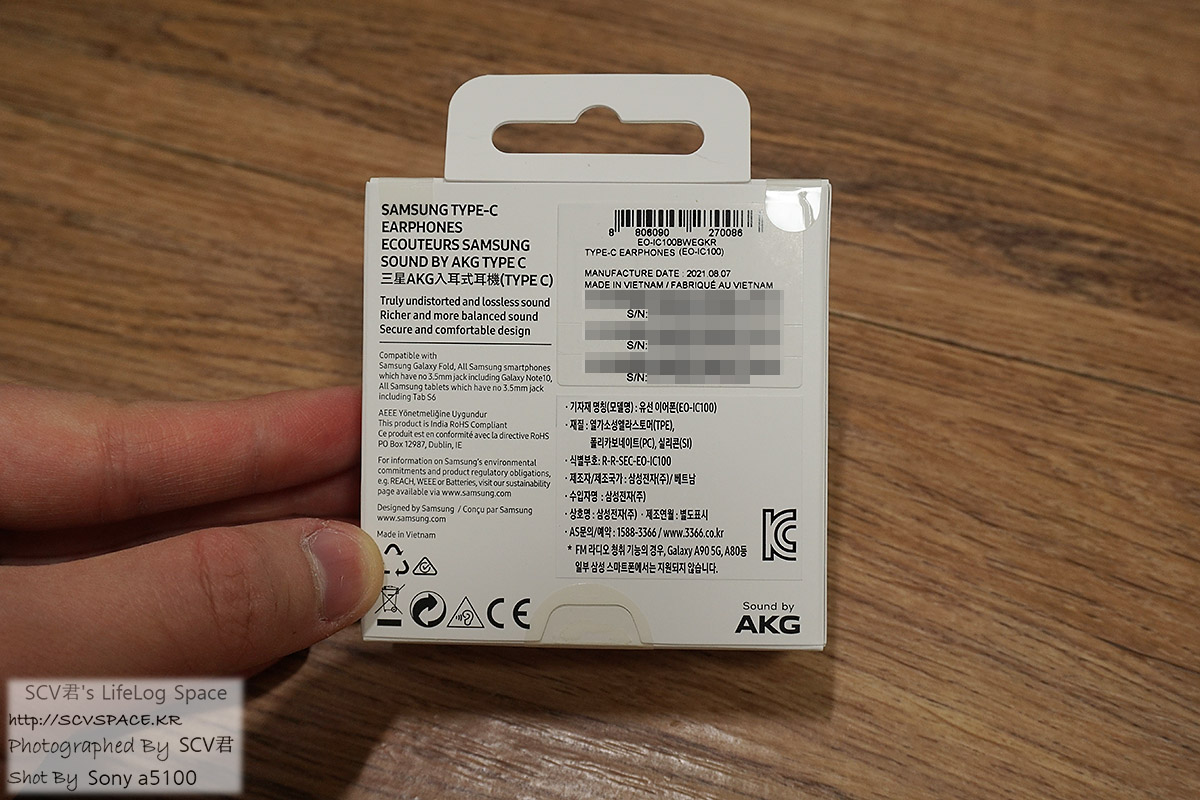 SAMSUNG TYPE-C
EARPHONES
ECOUTEURS SAMSUNG
SOUND BY AKG TYPE C
三星AKG入耳式耳機(TYPE C)
Truly undistorted and lossless sound
Richer and more balanced sound
Secure and comfortable design
Compatible with
Samsung Galaxy Fold, All Samsung smartphones
which have no 3.5mm jack including Galaxy Note10,
All Samsung tablets which have no 3.5mm jack
including Tab S6
AEEE Yönetmeliğine Uygundur
This product is India RoHS Compliant
Ce produit est en conformité avec la directive RoHS
PO Box 12987, Dublin, IE
For information on Samsung's environmental
commitments and product regulatory obligations,
e.g. REACH, WEEE or Batteries, visit our sustainability
page available via www.samsung.com
Designed by Samsung / Conçu par Samsung
www.samsung.com
Made in Vietnam
CE
8 806090 270086
EO-IC100BWEGKR
TYPE-C EARPHONES (EO-IC100)
MANUFACTURE DATE : 2021.08.07
MADE IN VIETNAM / FABRIQUÉ AU VIETNAM
S/N:
S/N:
S/N:
· 기자재 명칭(모델명) : 유선 이어폰(EO-IC100)
· 재질 : 열가소성엘라스토머(TPE),
폴리카보네이트(PC), 실리콘(SI)
· 식별부호: R-R-SEC-EO-IC100
· 제조자/제조국가 : 삼성전자(주)/ 베트남
· 수입자명 : 삼성전자(주)
· 상호명 : 삼성전자(주) · 제조연월 : 별도표시
· AS문의/예약 : 1588-3366 / www.3366.co.kr
* FM 라디오 청취 기능의 경우, Galaxy A90 5G, A80등
일부 삼성 스마트폰에서는 지원되지 않습니다.
Sound by
AKG
SCV君's LifeLog Space
http://SCVSPACE.KR
Photographed By SCV君
Shot By Sony a5100